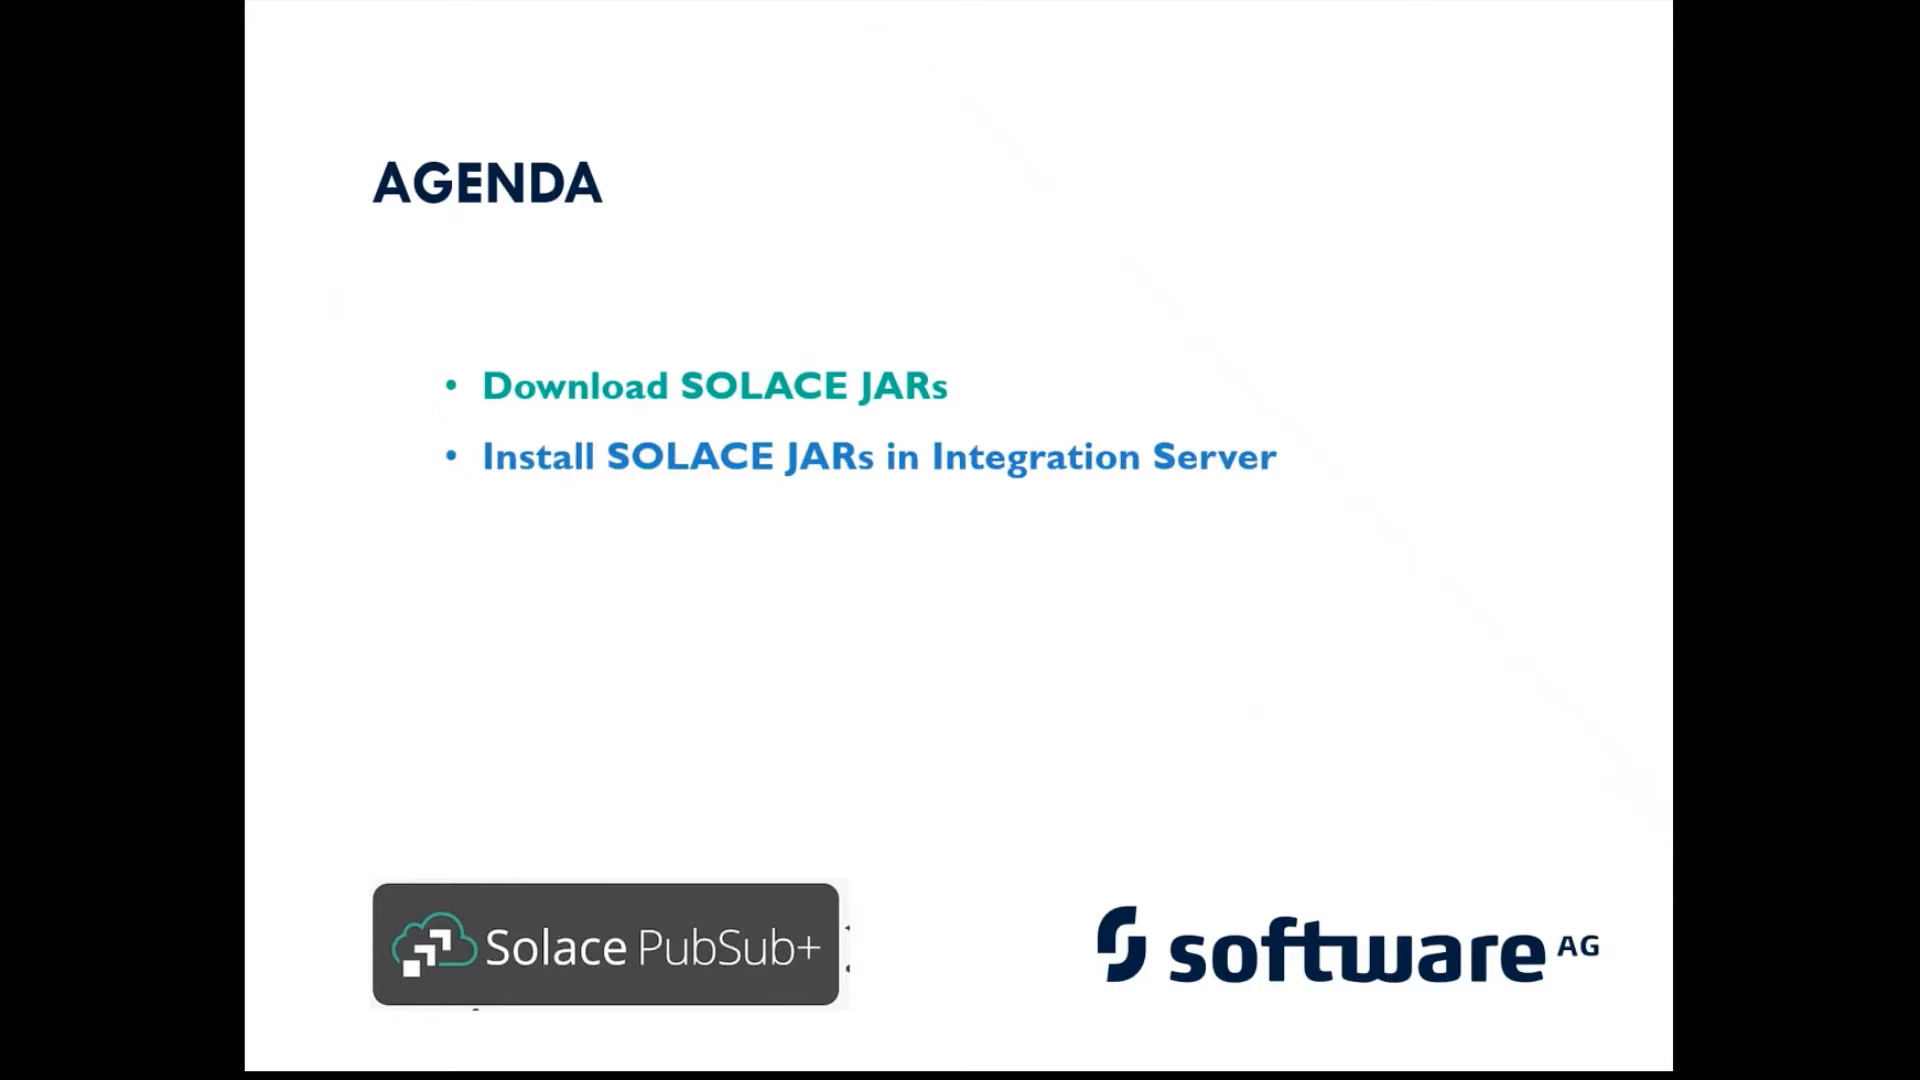 AGENDA
• Download SOLACE JARs
• Install SOLACE JARs in Integration Server
Solace PubSub+
software AG